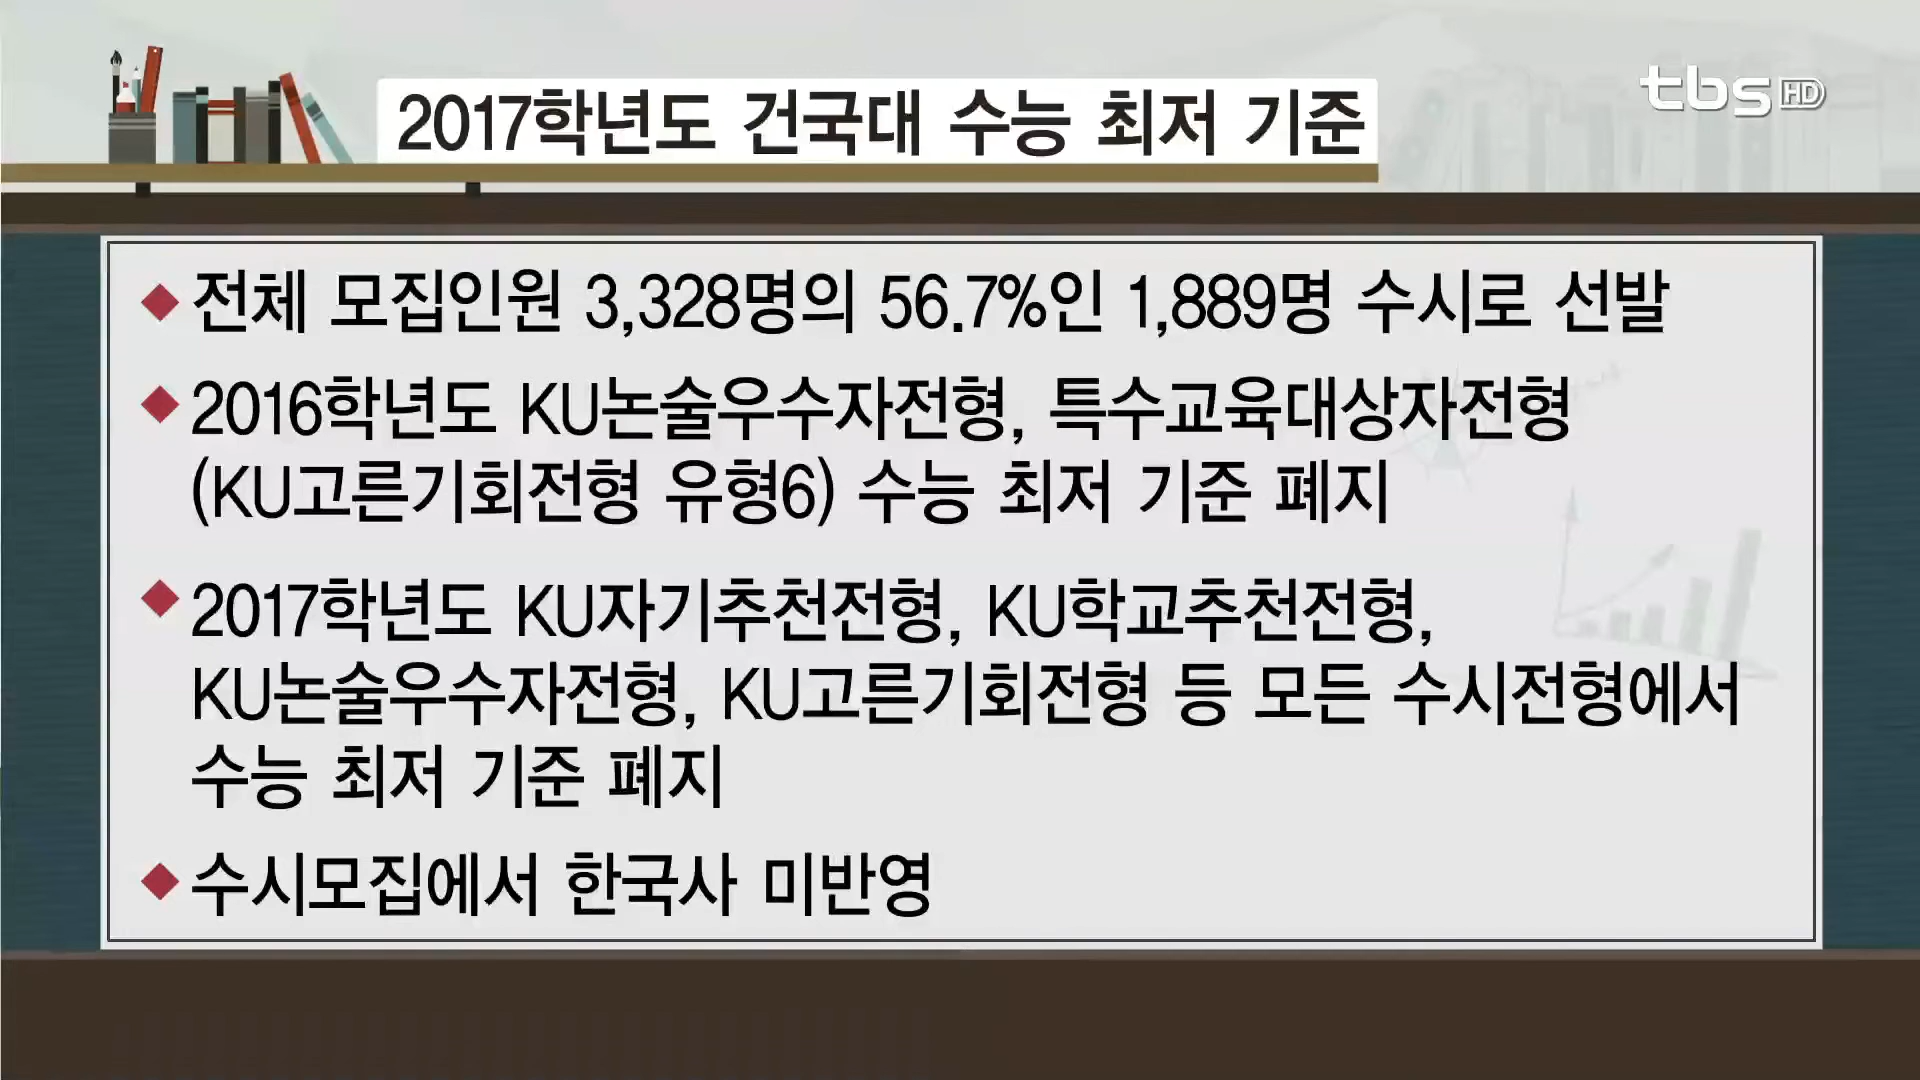 2017학년도 건국대 수능 최저 기준
tbs HD
◆ 전체 모집인원 3,328명의 56.7%인 1,889명 수시로 선발
◆ 2016학년도 KU논술우수자전형, 특수교육대상자전형
(KU고른기회전형 유형6) 수능 최저 기준 폐지
◆ 2017학년도 KU자기추천전형, KU학교추천전형,
KU논술우수자전형, KU고른기회전형 등 모든 수시전형에서
수능 최저 기준 폐지
◆ 수시모집에서 한국사 미반영